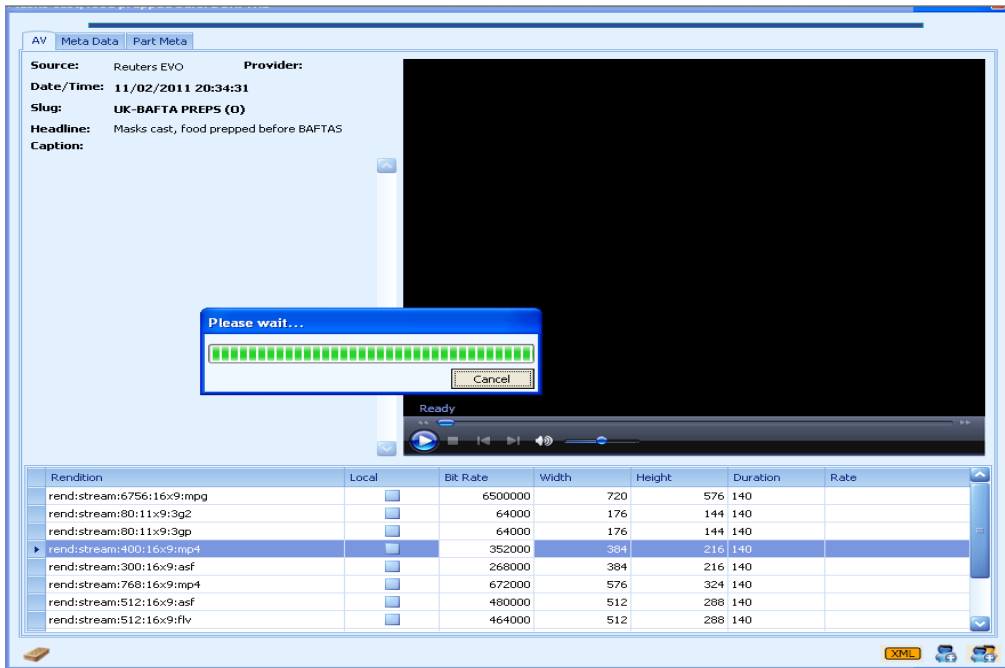 AV Meta Data Part Meta
Source: Reuters EVO Provider:
Date/Time: 11/02/2011 20:34:31
Slug: UK-BAFTA PREPS (0)
Headline: Masks cast, food prepped before BAFTAS
Caption:
Please wait...
Cancel
Ready
Rendition Local Bit Rate Width Height Duration Rate
rend:stream:6756:16x9:mpg 6500000 720 576 140
rend:stream:80:11x9:3g2 64000 176 144 140
rend:stream:80:11x9:3gp 64000 176 144 140
rend:stream:400:16x9:mp4 352000 384 216 140
rend:stream:300:16x9:asf 268000 384 216 140
rend:stream:768:16x9:mp4 672000 576 324 140
rend:stream:512:16x9:asf 480000 512 288 140
rend:stream:512:16x9:flv 464000 512 288 140
XML